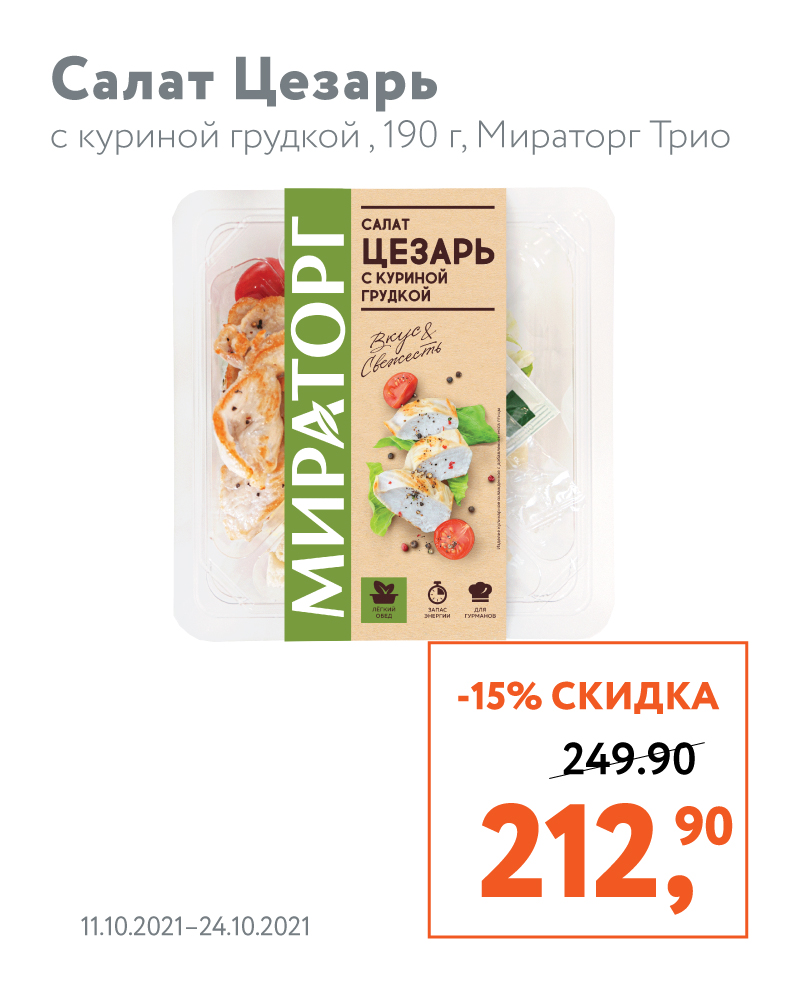 Салат Цезарь
с куриной грудкой , 190 г, Мираторг Трио
МИРАТОРГ
САЛАТ
ЦЕЗАРЬ
С КУРИНОЙ
ГРУДКОЙ
Вкус &
Свежесть
ЛЁГКИЙ
ОБЕД
ЗАПАС
ЭНЕРГИИ
ДЛЯ
ГУРМАНОВ
-15% СКИДКА
249.90
212,90
11.10.2021–24.10.2021